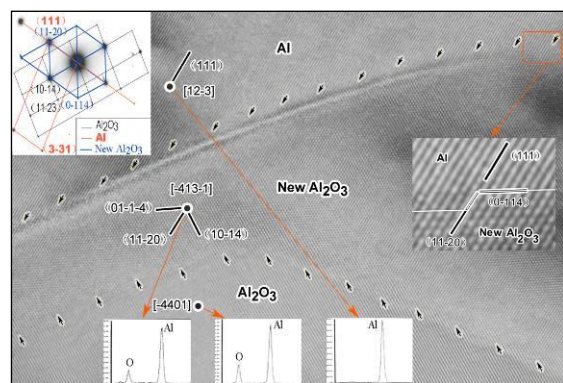 (111)
(11-20)
(10-14)
(11-23)
(0-114)
Al₂O₃
Al
New Al₂O₃
3-31)
Al
(111)
[12-3]
Al
(111)
(0-114)
(11-20)
New Al₂O₃
New Al₂O₃
[-413-1]
(01-1-4)
(11-20)
(10-14)
Al₂O₃
[-4401]
Al
O
Al
O
Al